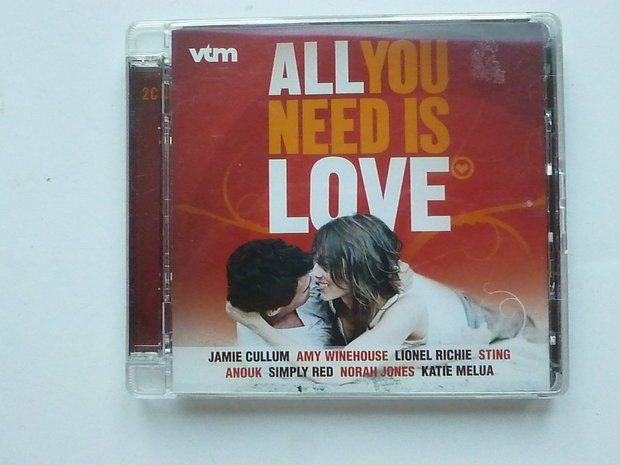 vtm
ALL YOU
NEED IS
LOVE
JAMIE CULLUM AMY WINEHOUSE LIONEL RICHIE STING
ANOUK SIMPLY RED NORAH JONES KATIE MELUA